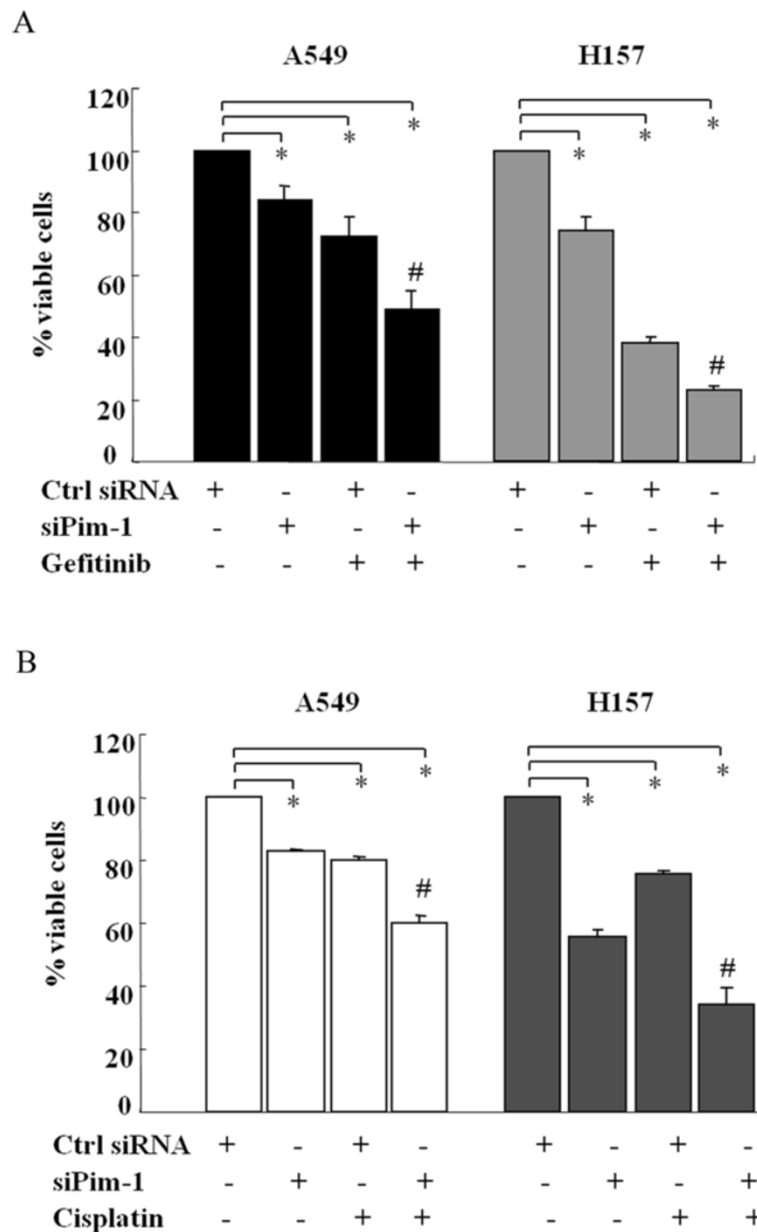 A
A549 H157
120
100
80
60
40
20
0
% viable cells
* * * * * *
# #
Ctrl siRNA + - + - + - + -
siPim-1 - + - + - + - +
Gefitinib - - + + - - + +
B
A549 H157
120
100
80
60
40
20
0
% viable cells
* * * * * *
# #
Ctrl siRNA + - + - + - + -
siPim-1 - + - + - + - +
Cisplatin - - + + - - + +